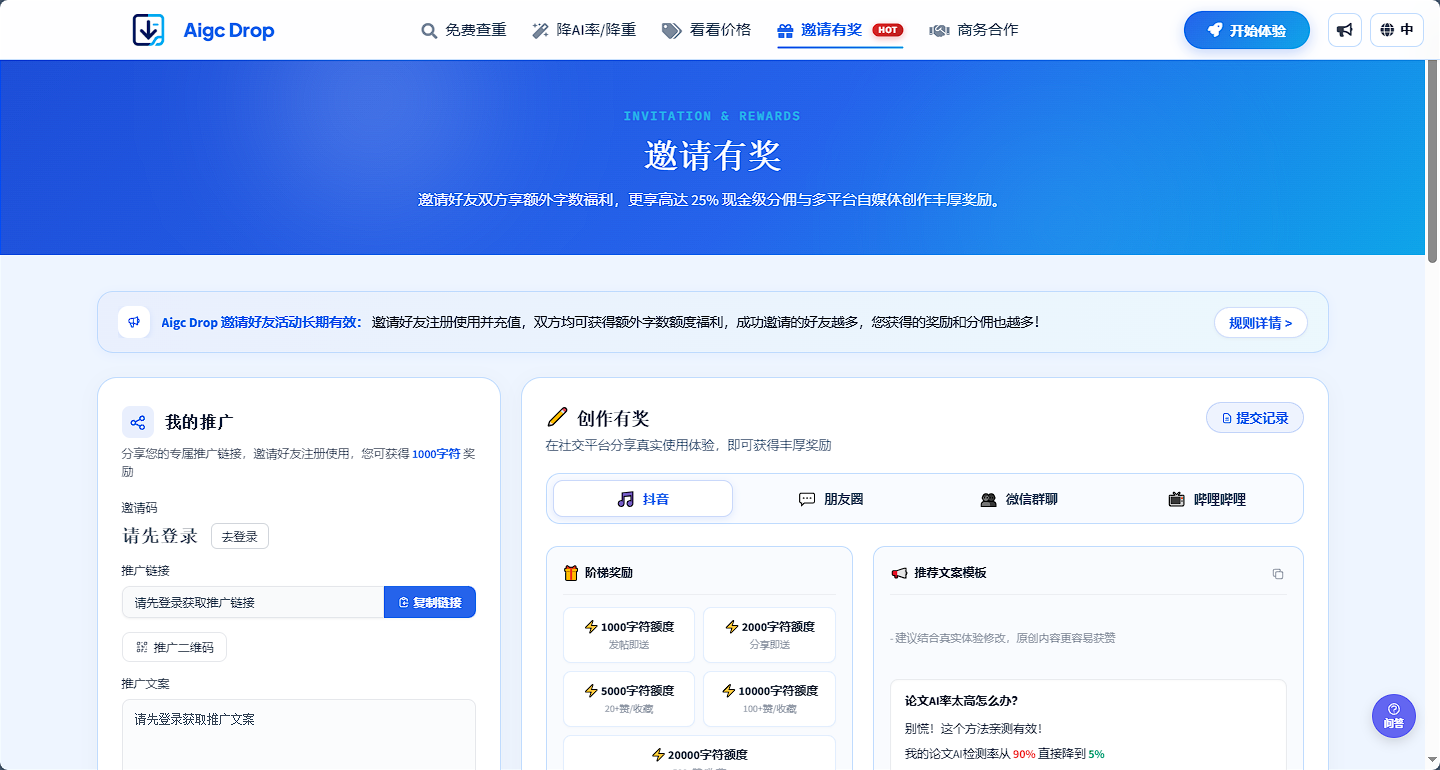 Aigc Drop
免费查重
降AI率/降重
看看价格
邀请有奖
HOT
商务合作
开始体验
中
INVITATION & REWARDS
邀请有奖
邀请好友双方享额外字数福利，更享高达 25% 现金级分佣与多平台自媒体创作丰厚奖励。
Aigc Drop 邀请好友活动长期有效： 邀请好友注册使用并充值，双方均可获得额外字数额度福利，成功邀请的好友越多，您获得的奖励和分佣也越多！
规则详情 >
我的推广
分享您的专属推广链接，邀请好友注册使用，您可获得 1000字符 奖
励
邀请码
请先登录
去登录
推广链接
请先登录获取推广链接
复制链接
推广二维码
推广文案
请先登录获取推广文案
创作有奖
提交记录
在社交平台分享真实使用体验，即可获得丰厚奖励
抖音
朋友圈
微信群聊
哔哩哔哩
阶梯奖励
1000字符额度
发帖即送
2000字符额度
分享即送
5000字符额度
20+赞/收藏
10000字符额度
100+赞/收藏
20000字符额度
推荐文案模板
- 建议结合真实体验修改，原创内容更容易获赞
论文AI率太高怎么办?
别慌！这个方法亲测有效！
我的论文AI检测率从 90% 直接降到 5%
问答